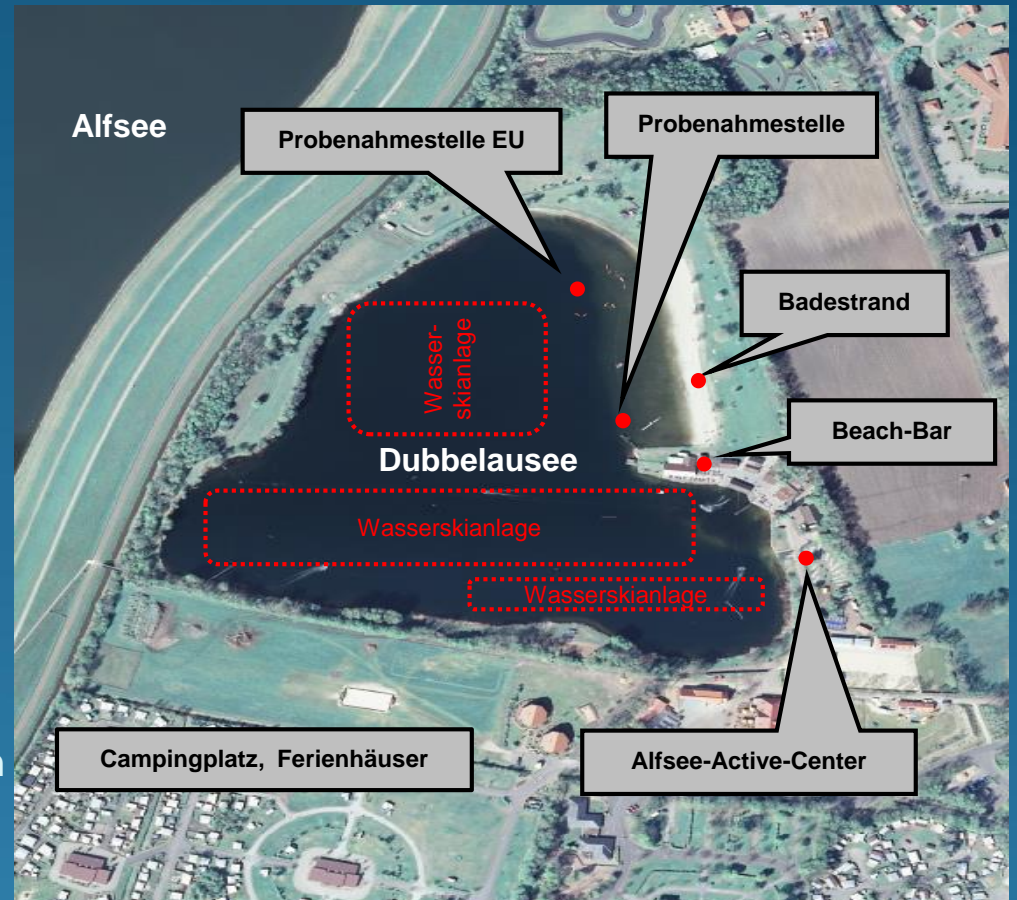 Alfsee
Probenahmestelle EU
Probenahmestelle
Badestrand
Wasser-
skianlage
Beach-Bar
Dubbelausee
Wasserskianlage
Wasserskianlage
Campingplatz, Ferienhäuser
Alfsee-Active-Center